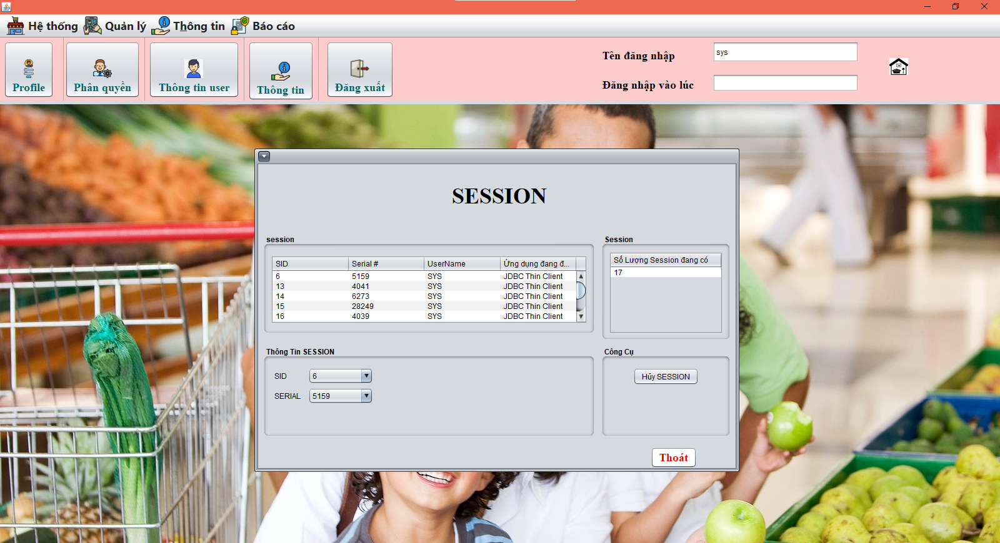 Hệ thống Quản lý Thông tin Báo cáo
Profile Phân quyền Thông tin user Thông tin Đăng xuất
Tên đăng nhập sys
Đăng nhập vào lúc
SESSION
session
SID Serial # UserName Ứng dụng đang đ...
6 5159 SYS JDBC Thin Client
13 4041 SYS JDBC Thin Client
14 6273 SYS JDBC Thin Client
15 28249 SYS JDBC Thin Client
16 4039 SYS JDBC Thin Client
Session
Số Lượng Session đang có
17
Thông Tin SESSION
SID 6
SERIAL 5159
Công Cụ
Hủy SESSION
Thoát